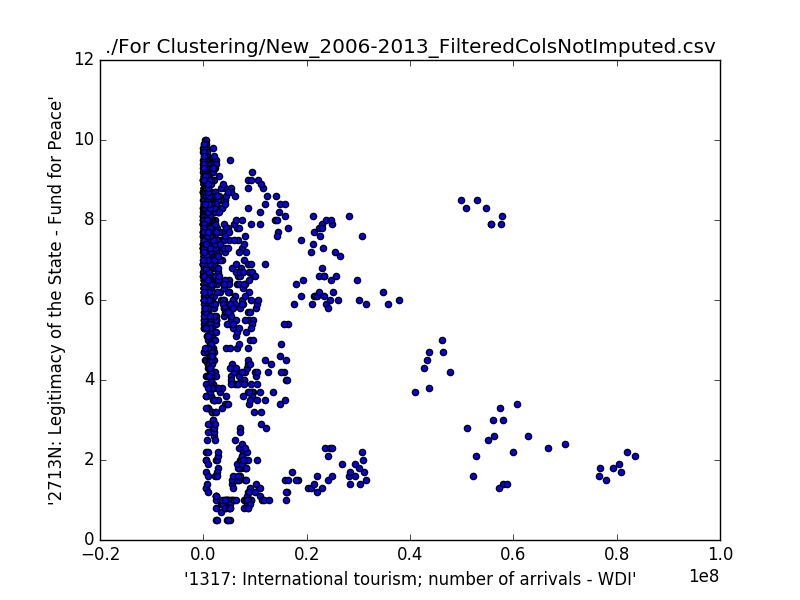 ./For Clustering/New_2006-2013_FilteredColsNotImputed.csv
'2713N: Legitimacy of the State - Fund for Peace'
12
10
8
6
4
2
0
−0.2 0.0 0.2 0.4 0.6 0.8 1.0
1e8
'1317: International tourism; number of arrivals - WDI'